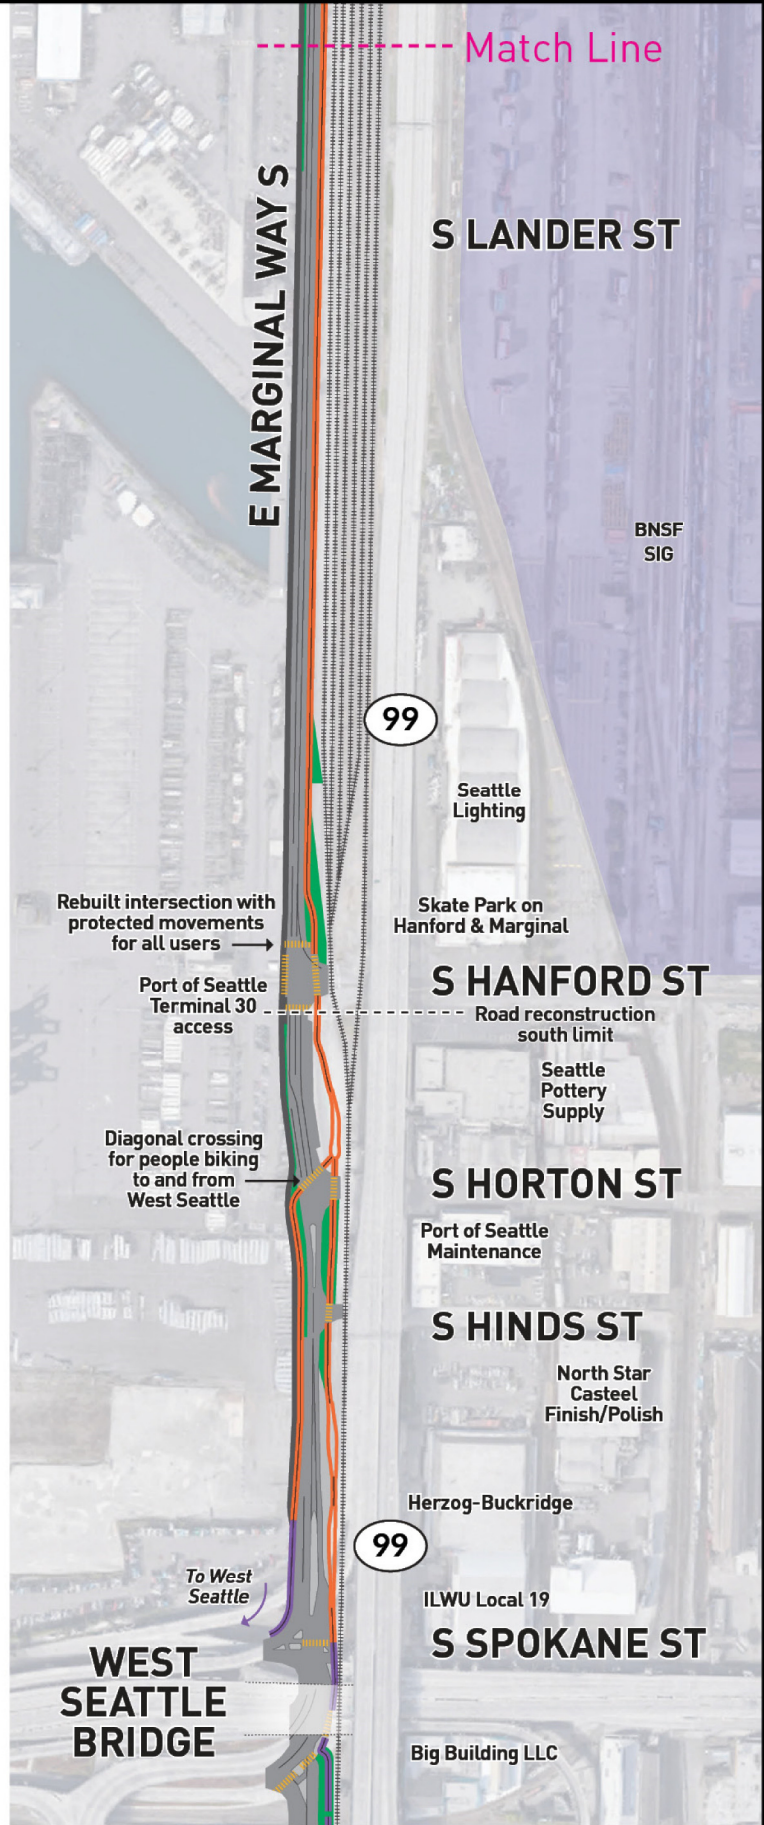 Match Line
S LANDER ST
E MARGINAL WAY S
BNSF
SIG
99
Seattle
Lighting
Rebuilt intersection with
protected movements
for all users
Skate Park on
Hanford & Marginal
S HANFORD ST
Port of Seattle
Terminal 30
access
Road reconstruction
south limit
Seattle
Pottery
Supply
Diagonal crossing
for people biking
to and from
West Seattle
S HORTON ST
Port of Seattle
Maintenance
S HINDS ST
North Star
Casteel
Finish/Polish
Herzog-Buckridge
99
To West
Seattle
ILWU Local 19
S SPOKANE ST
WEST
SEATTLE
BRIDGE
Big Building LLC